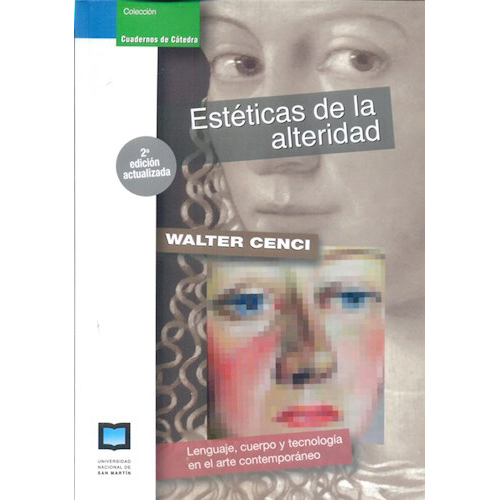 Colección
Cuadernos de Cátedra
Estéticas de la
alteridad
2ª
edición
actualizada
WALTER CENCI
Lenguaje, cuerpo y tecnología
en el arte contemporáneo
UNIVERSIDAD
NACIONAL DE
SAN MARTÍN